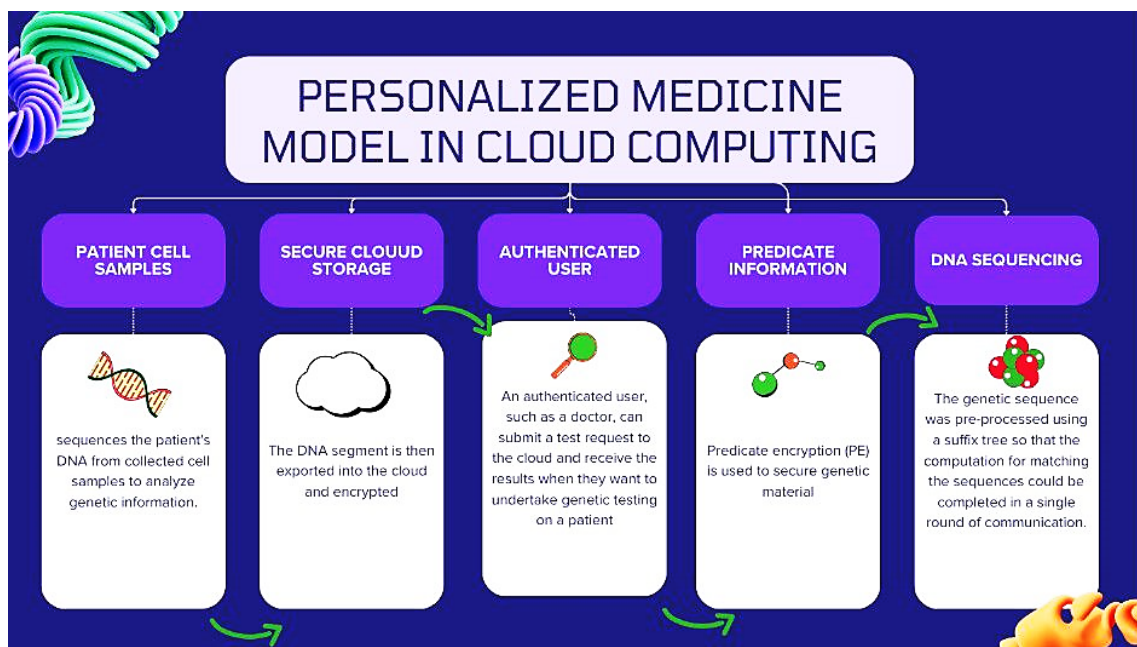 PERSONALIZED MEDICINE
MODEL IN CLOUD COMPUTING
PATIENT CELL
SAMPLES
sequences the patient's
DNA from collected cell
samples to analyze
genetic information.
SECURE CLOUUD
STORAGE
The DNA segment is then
exported into the cloud
and encrypted
AUTHENTICATED
USER
An authenticated user,
such as a doctor, can
submit a test request to
the cloud and receive the
results when they want to
undertake genetic testing
on a patient
PREDICATE
INFORMATION
Predicate encryption (PE)
is used to secure genetic
material
DNA SEQUENCING
The genetic sequence
was pre-processed using
a suffix tree so that the
computation for matching
the sequences could be
completed in a single
round of communication.